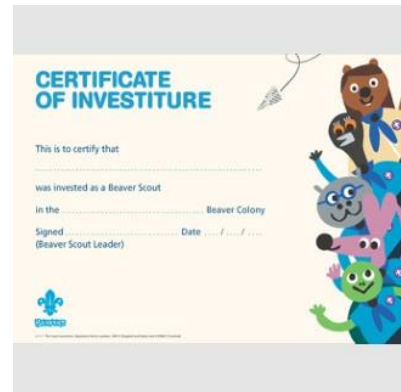 CERTIFICATE
OF INVESTITURE
This is to certify that
was invested as a Beaver Scout
in the ........................ Beaver Colony
Signed ........................ Date ..../..../....
(Beaver Scout Leader)